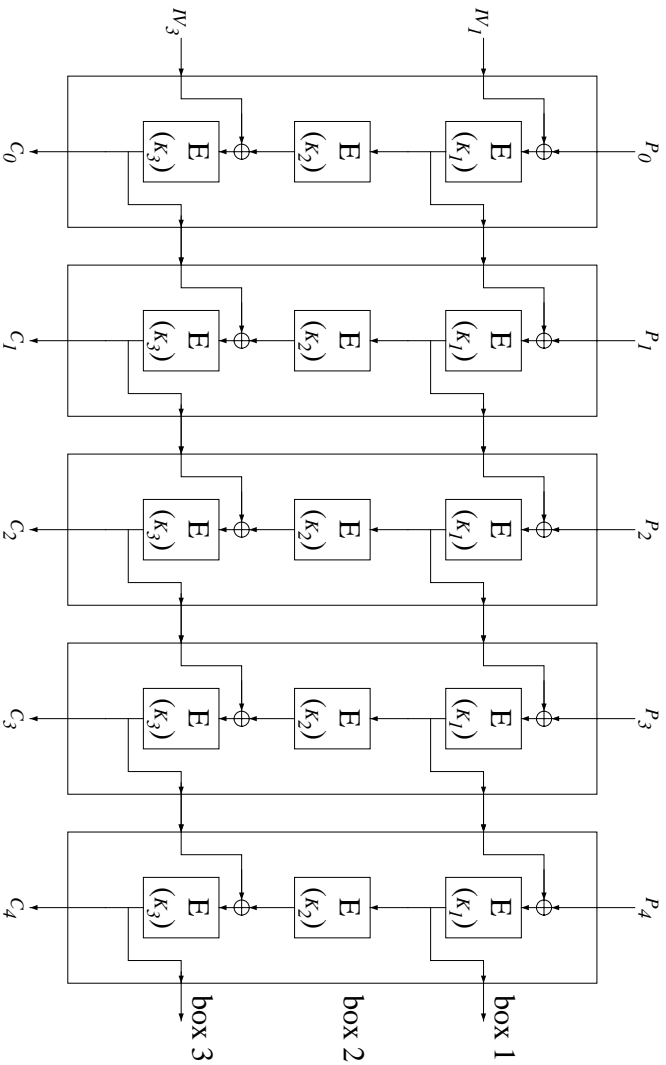 P0 P1 P2 P3 P4
IV1
E E E E E box 1
(K1) (K1) (K1) (K1) (K1)
E E E E E box 2
(K2) (K2) (K2) (K2) (K2)
IV3
E E E E E box 3
(K3) (K3) (K3) (K3) (K3)
C0 C1 C2 C3 C4